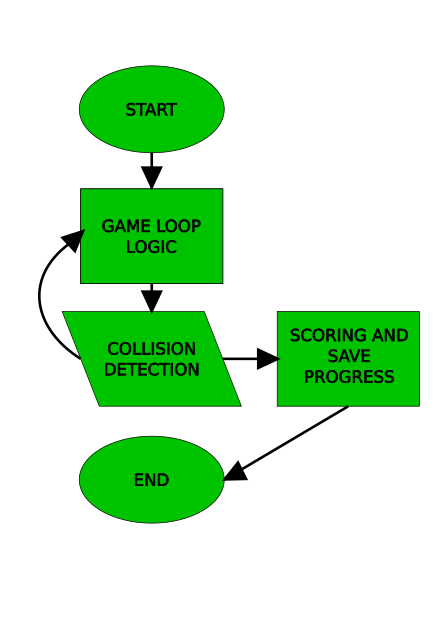 START
GAME LOOP
LOGIC
COLLISION
DETECTION
SCORING AND
SAVE
PROGRESS
END